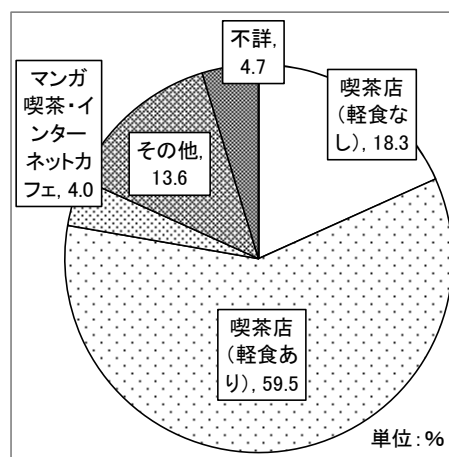 不詳,
4.7
喫茶店
（軽食な
し）, 18.3
マンガ
喫茶・イ
ンター
ネットカ
フェ, 4.0
その他,
13.6
喫茶店
（軽食あ
り）, 59.5
単位：％